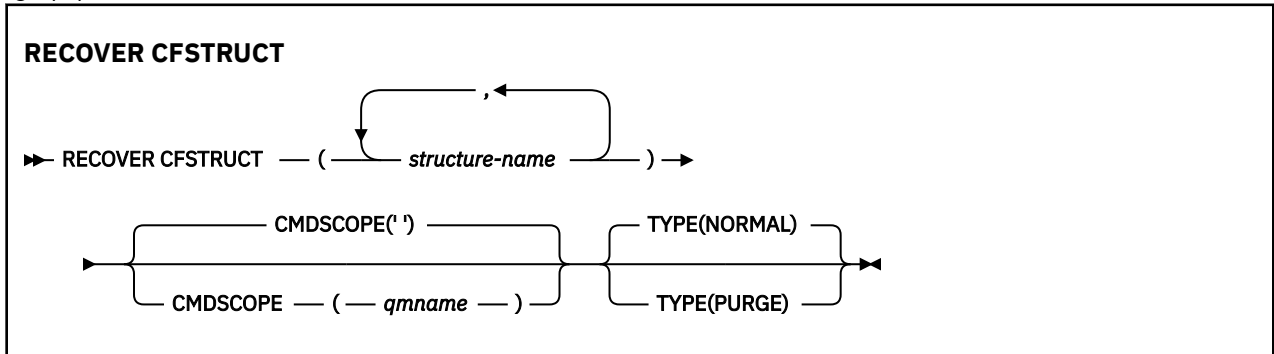 RECOVER CFSTRUCT
,
RECOVER CFSTRUCT ( structure-name )
CMDSCOPE(' ') TYPE(NORMAL)
CMDSCOPE ( qmname ) TYPE(PURGE)